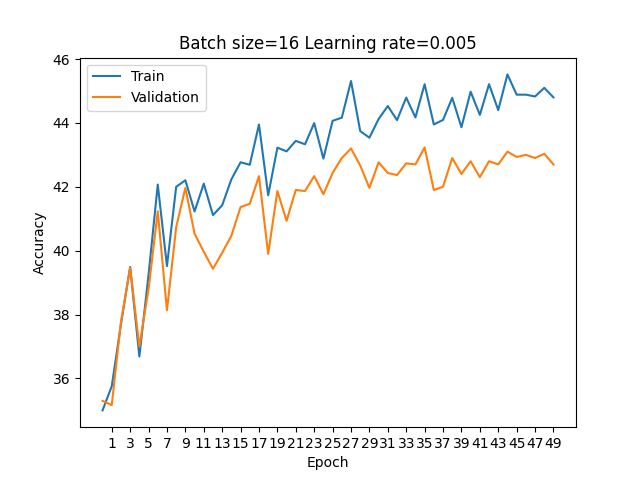 Batch size=16 Learning rate=0.005
Train
Validation
Accuracy
46
44
42
40
38
36
1 3 5 7 9 11 13 15 17 19 21 23 25 27 29 31 33 35 37 39 41 43 45 47 49
Epoch